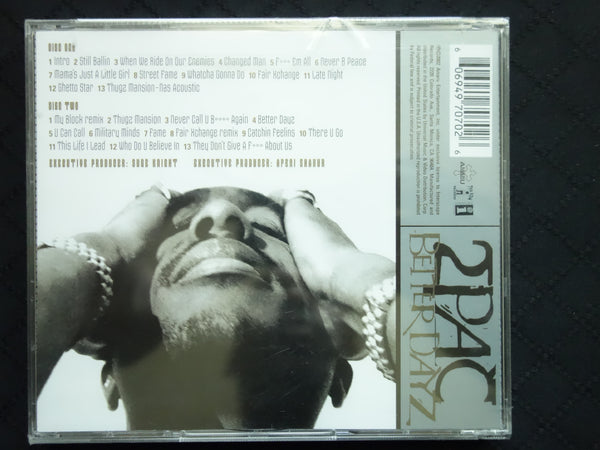 DISC ONE
1 Intro 2 Still Ballin 3 When We Ride On Our Enemies 4 Changed Man 5 F*** Em All 6 Never B Peace
7 Mama's Just A Little Girl 8 Street Fame 9 Whatcha Gonna Do 10 Fair Xchange 11 Late Night
12 Ghetto Star 13 Thugz Mansion-Nas Acoustic
DISC TWO
1 My Block remix 2 Thugz Mansion 3 Never Call U B**** Again 4 Better Dayz
5 U Can Call 6 Military Minds 7 Fame 8 Fair Xchange remix 9 Catchin Feelins 10 There U Go
11 This Life I Lead 12 Who Do U Believe In 13 They Don't Give A F*** About Us
EXECUTIVE PRODUCER: SUGE KNIGHT EXECUTIVE PRODUCER: AFENI SHAKUR
6 06949 70702 6
AMARU
2PAC
BETTER DAYZ